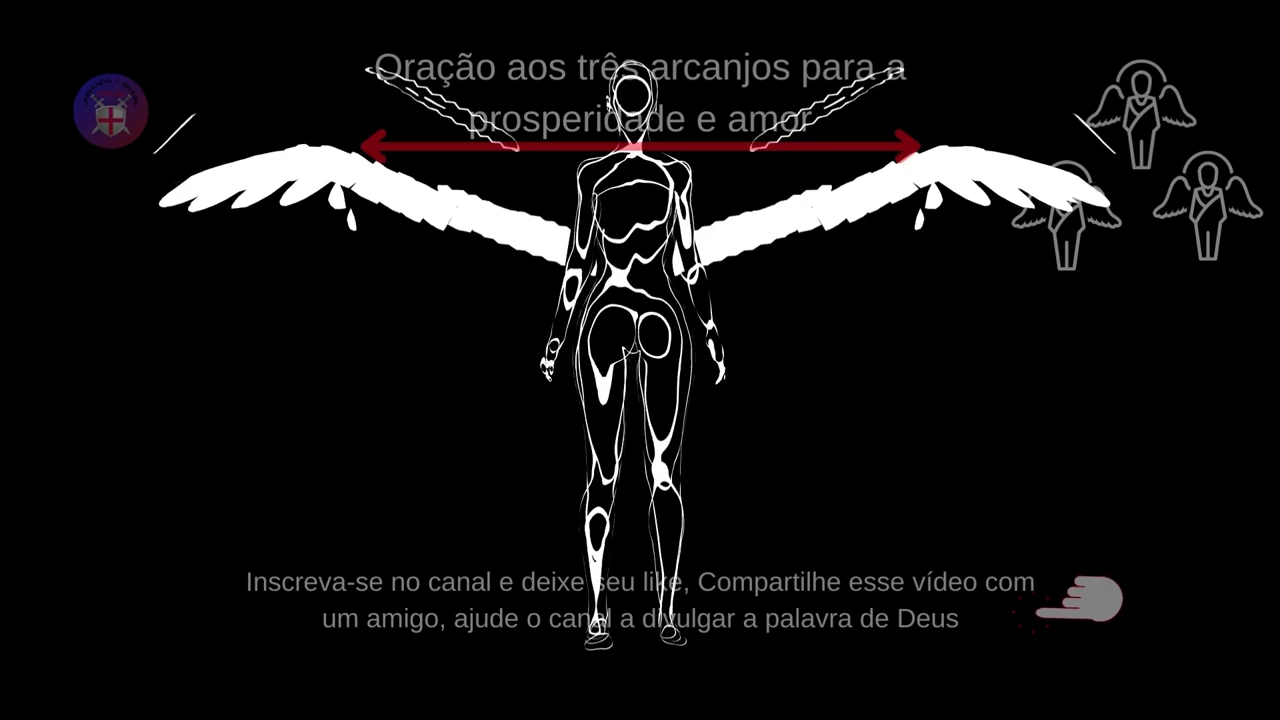 Oração aos três arcanjos para a
prosperidade e amor
Inscreva-se no canal e deixe seu like, Compartilhe esse vídeo com
um amigo, ajude o canal a divulgar a palavra de Deus